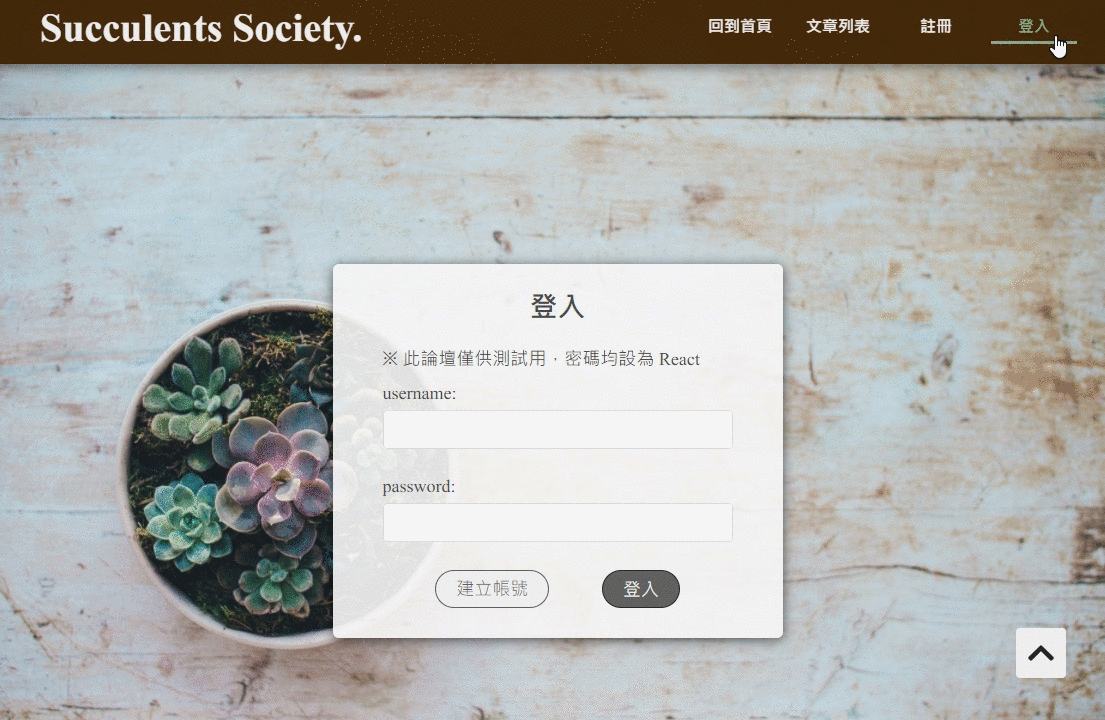 Succulents Society.
回到首頁 文章列表 註冊 登入
登入
※ 此論壇僅供測試用，密碼均設為 React
username:
password:
建立帳號 登入